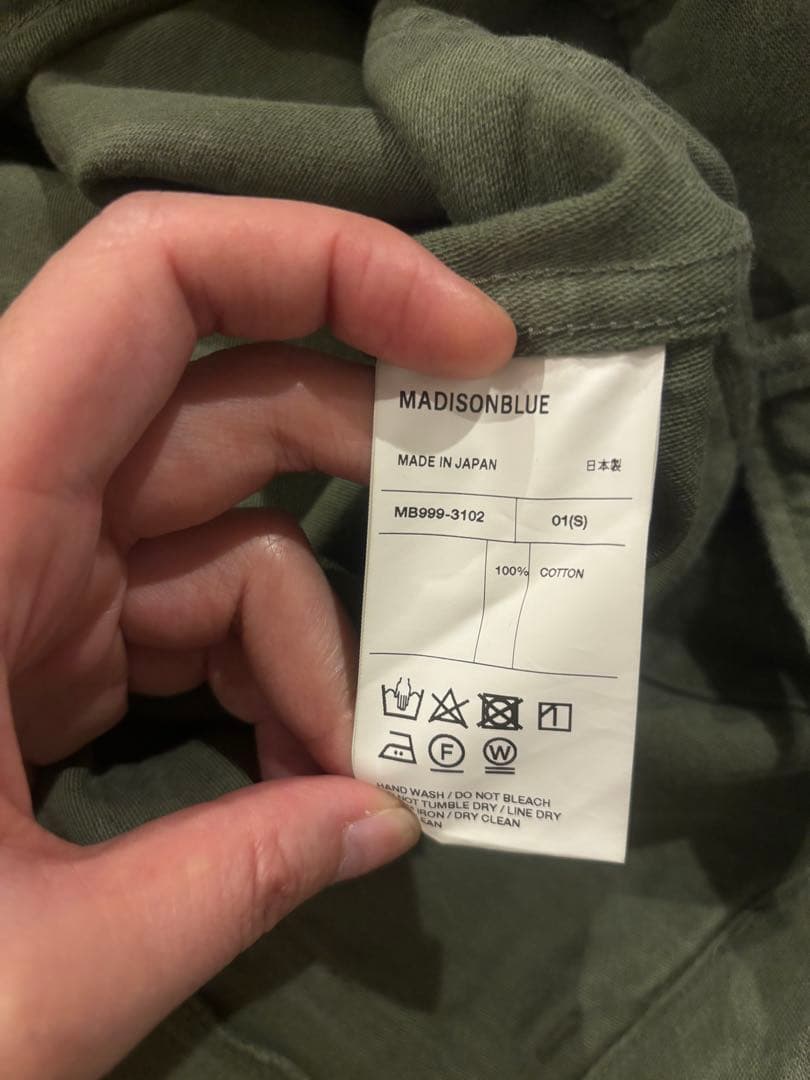 MADISONBLUE
MADE IN JAPAN 日本製
MB999-3102 01(S)
100% COTTON
F W
HAND WASH / DO NOT BLEACH
NOT TUMBLE DRY / LINE DRY
IRON / DRY CLEAN